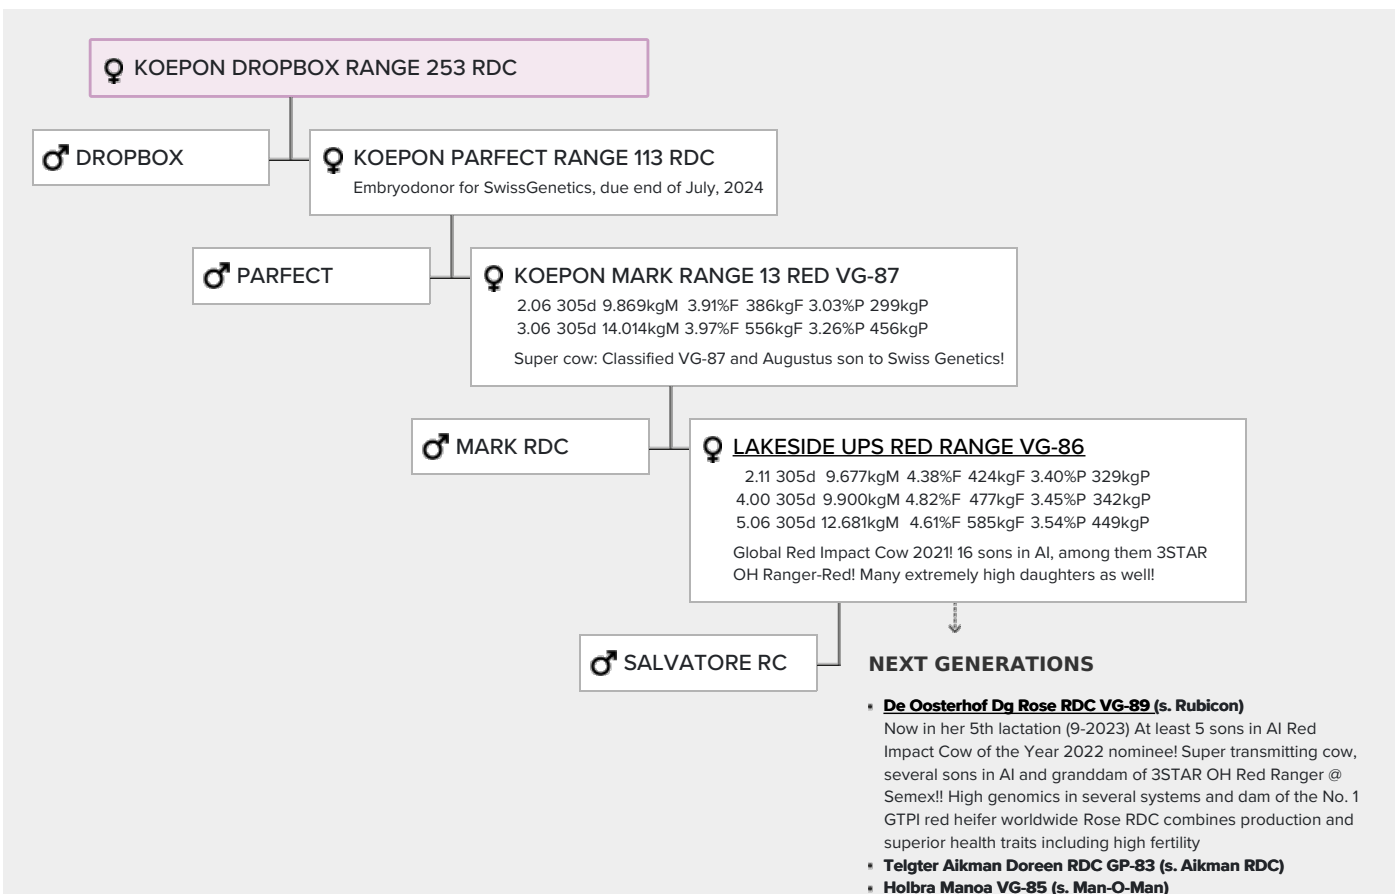 KOEPON DROPBOX RANGE 253 RDC
DROPBOX
KOEPON PARFECT RANGE 113 RDC
Embryodonor for SwissGenetics, due end of July, 2024
PARFECT
KOEPON MARK RANGE 13 RED VG-87
2.06 305d 9.869kgM 3.91%F 386kgF 3.03%P 299kgP
3.06 305d 14.014kgM 3.97%F 556kgF 3.26%P 456kgP
Super cow: Classified VG-87 and Augustus son to Swiss Genetics!
MARK RDC
LAKESIDE UPS RED RANGE VG-86
2.11 305d 9.677kgM 4.38%F 424kgF 3.40%P 329kgP
4.00 305d 9.900kgM 4.82%F 477kgF 3.45%P 342kgP
5.06 305d 12.681kgM 4.61%F 585kgF 3.54%P 449kgP
Global Red Impact Cow 2021! 16 sons in AI, among them 3STAR
OH Ranger-Red! Many extremely high daughters as well!
SALVATORE RC
NEXT GENERATIONS
De Oosterhof Dg Rose RDC VG-89 (s. Rubicon)
Now in her 5th lactation (9-2023) At least 5 sons in AI Red
Impact Cow of the Year 2022 nominee! Super transmitting cow,
several sons in AI and granddam of 3STAR OH Red Ranger @
Semex!! High genomics in several systems and dam of the No. 1
GTPI red heifer worldwide Rose RDC combines production and
superior health traits including high fertility
Telgter Aikman Doreen RDC GP-83 (s. Aikman RDC)
Holbra Manoa VG-85 (s. Man-O-Man)